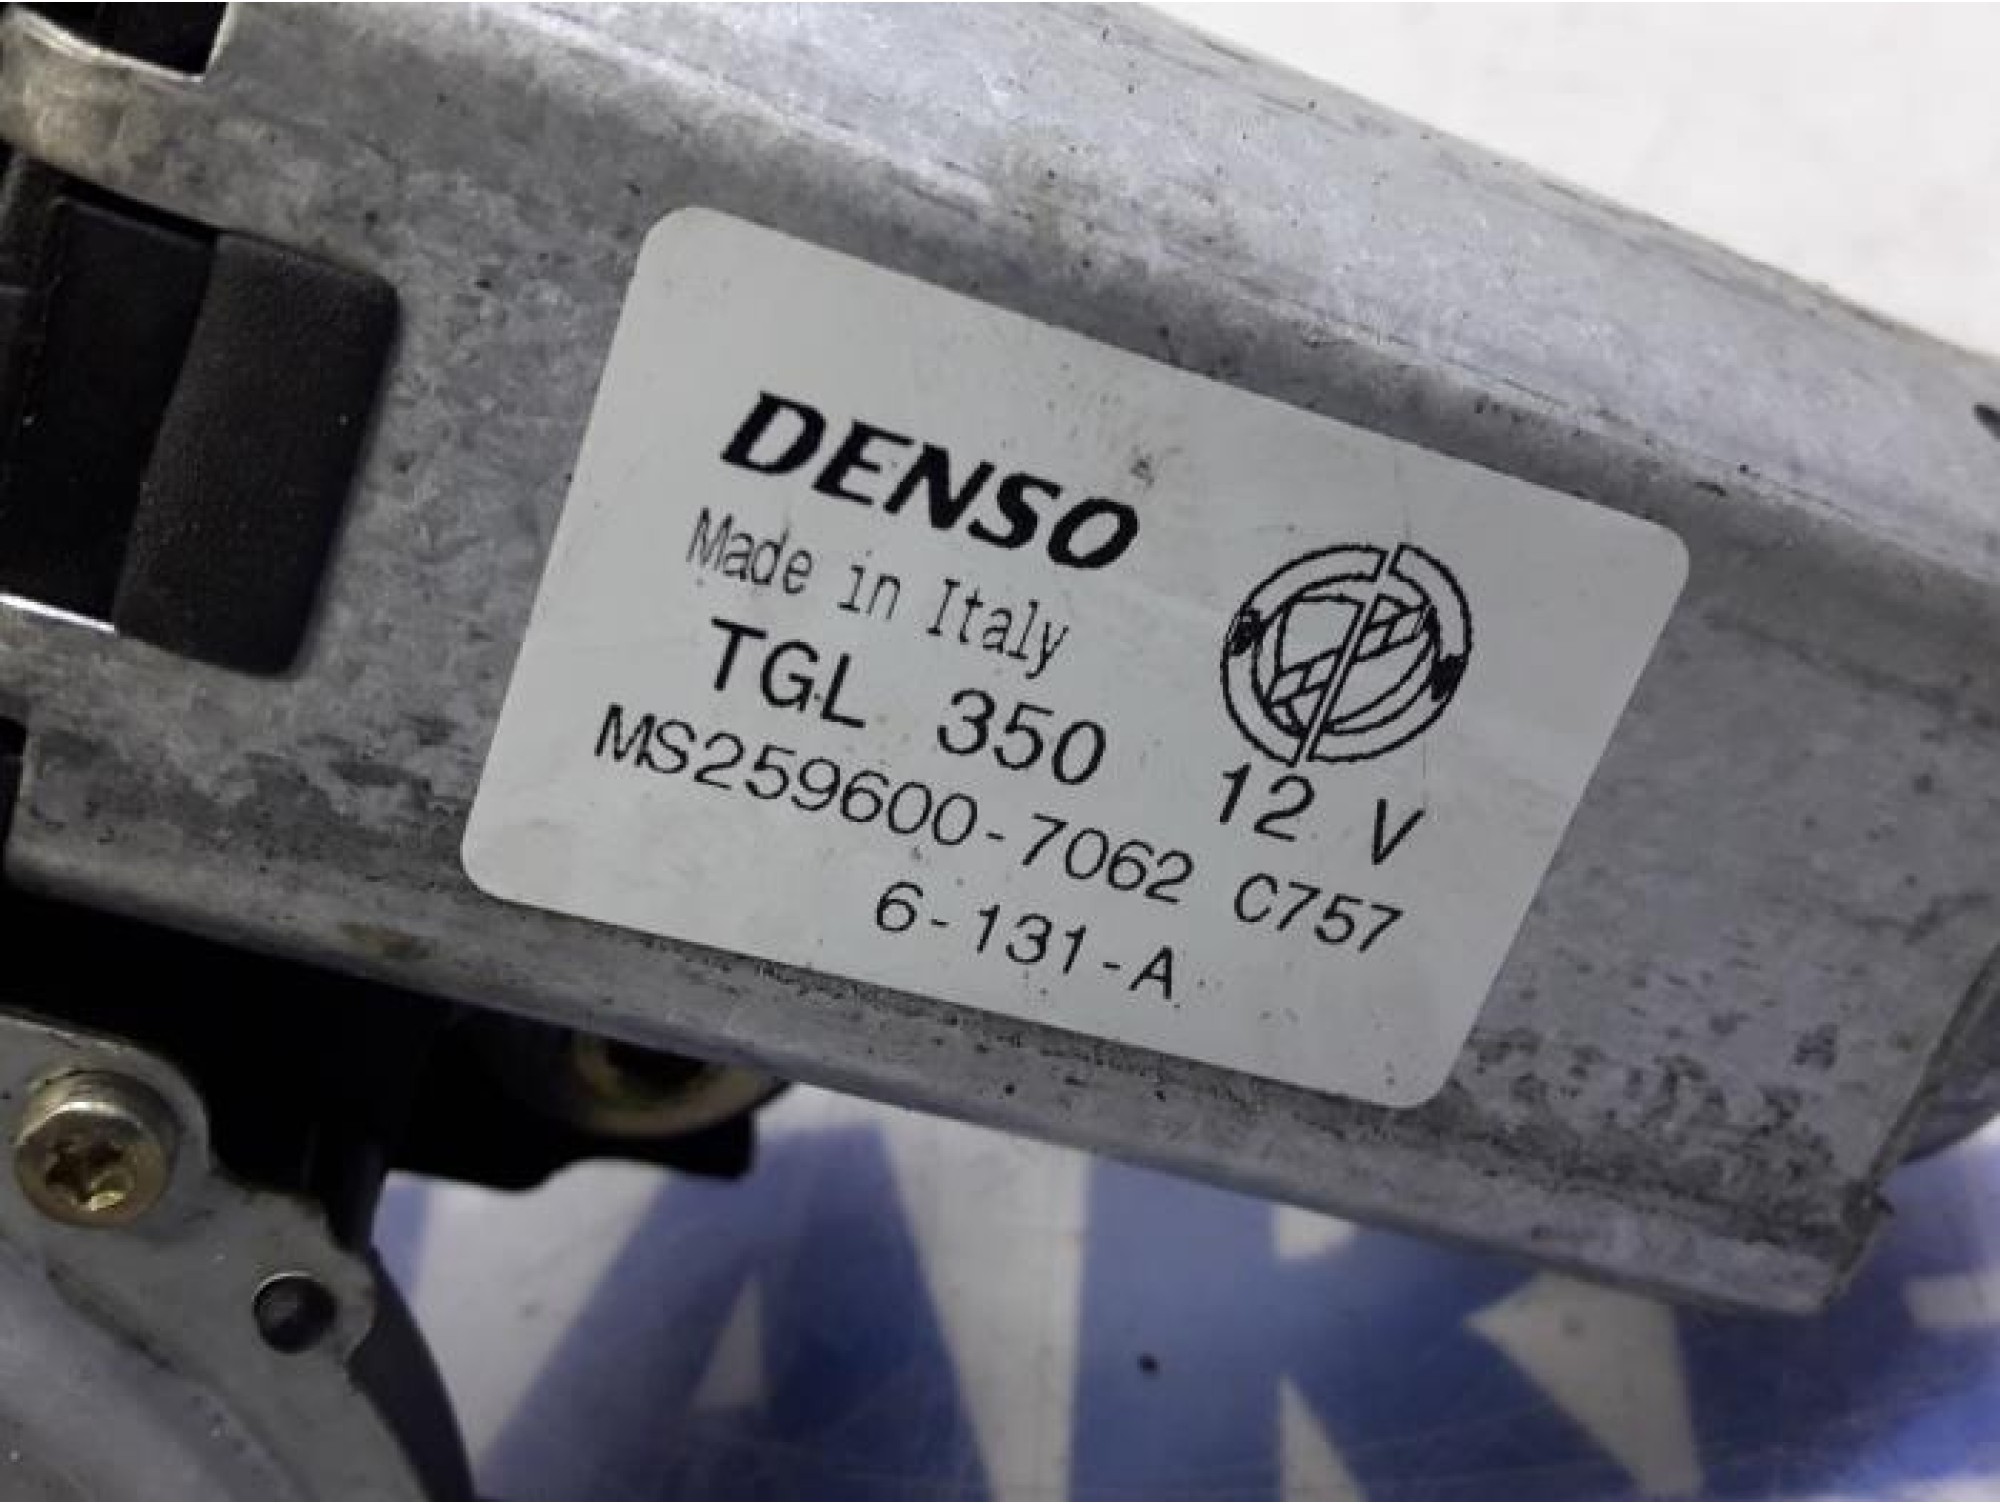 DENSO
Made in Italy
TGL 350 12 V
MS259600-7062 C757
6-131-A